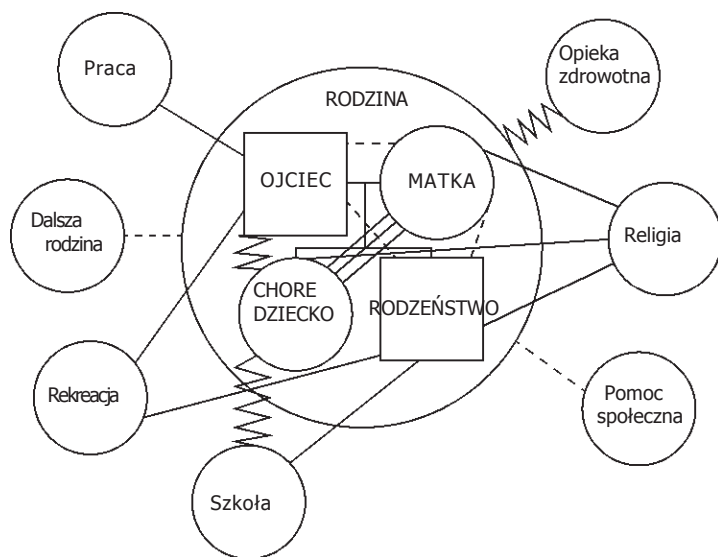 Praca
Opieka
zdrowotna
RODZINA
OJCIEC
MATKA
Dalsza
rodzina
Religia
CHORE
DZIECKO
RODZEŃSTWO
Rekreacja
Pomoc
społeczna
Szkoła